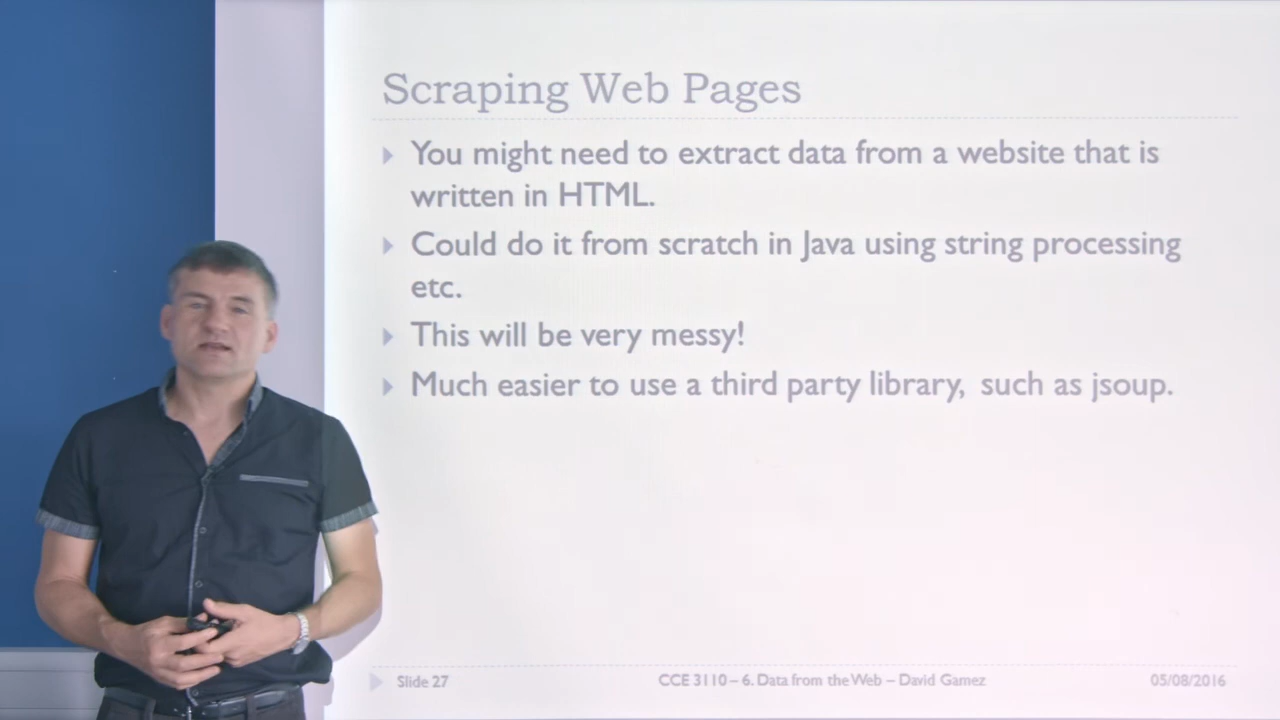 Scraping Web Pages
You might need to extract data from a website that is
written in HTML.
Could do it from scratch in Java using string processing
etc.
This will be very messy!
Much easier to use a third party library, such as jsoup.
Slide 27
CCE 3110 – 6. Data from the Web – David Gamez
05/08/2016